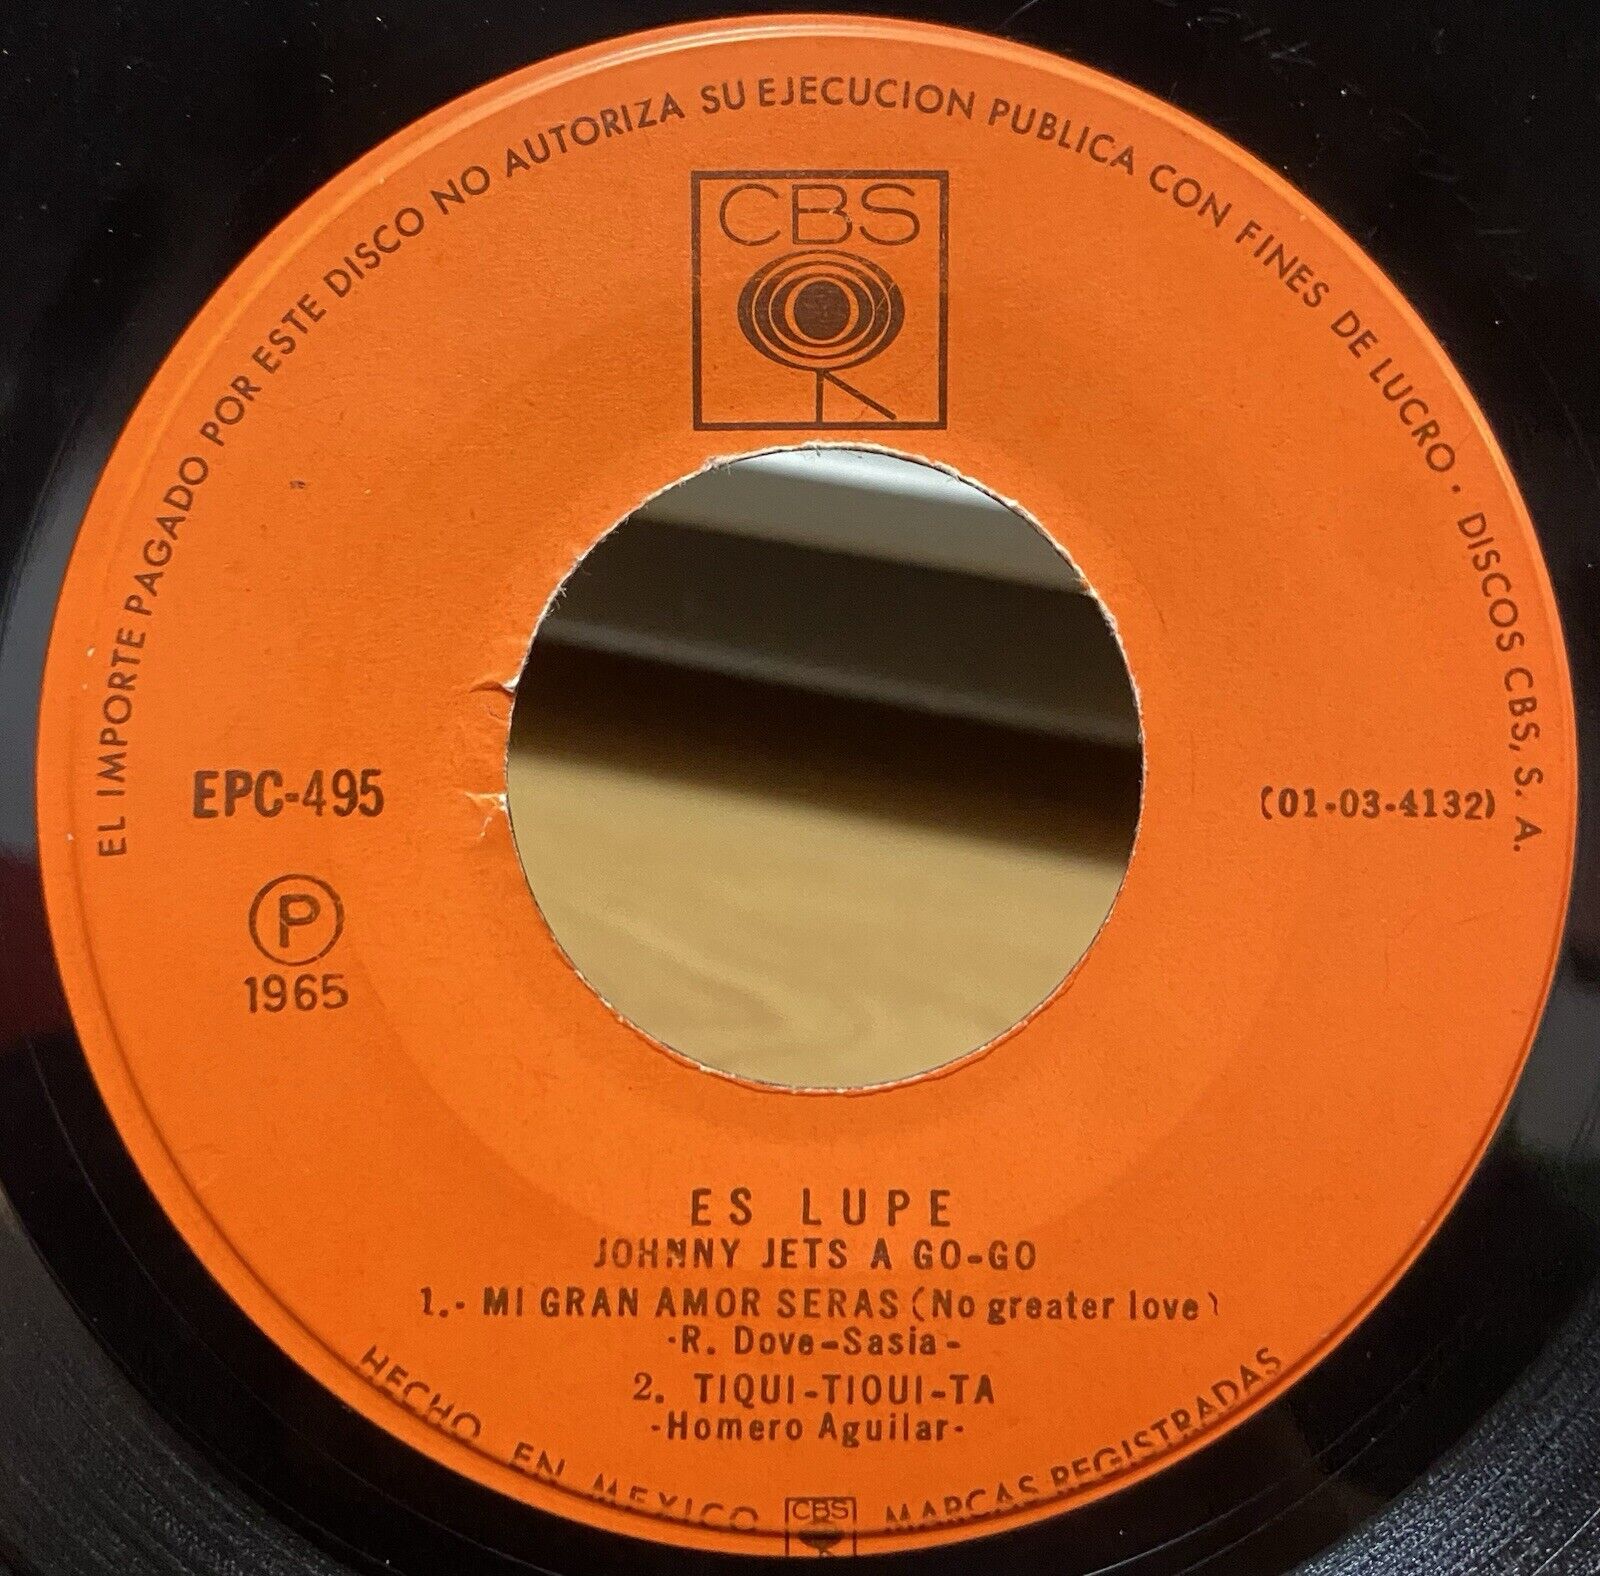 EL IMPORTE PAGADO POR ESTE DISCO NO AUTORIZA SU EJECUCION PUBLICA CON FINES DE LUCRO · DISCOS CBS, S. A.
CBS
EPC-495
(01-03-4132)
P
1965
ES LUPE
JOHNNY JETS A GO-GO
1.- MI GRAN AMOR SERAS (No greater love)
-R. Dove-Sasia-
2. TIQUI-TIQUI-TA
-Homero Aguilar-
HECHO EN MEXICO CBS MARCAS REGISTRADAS